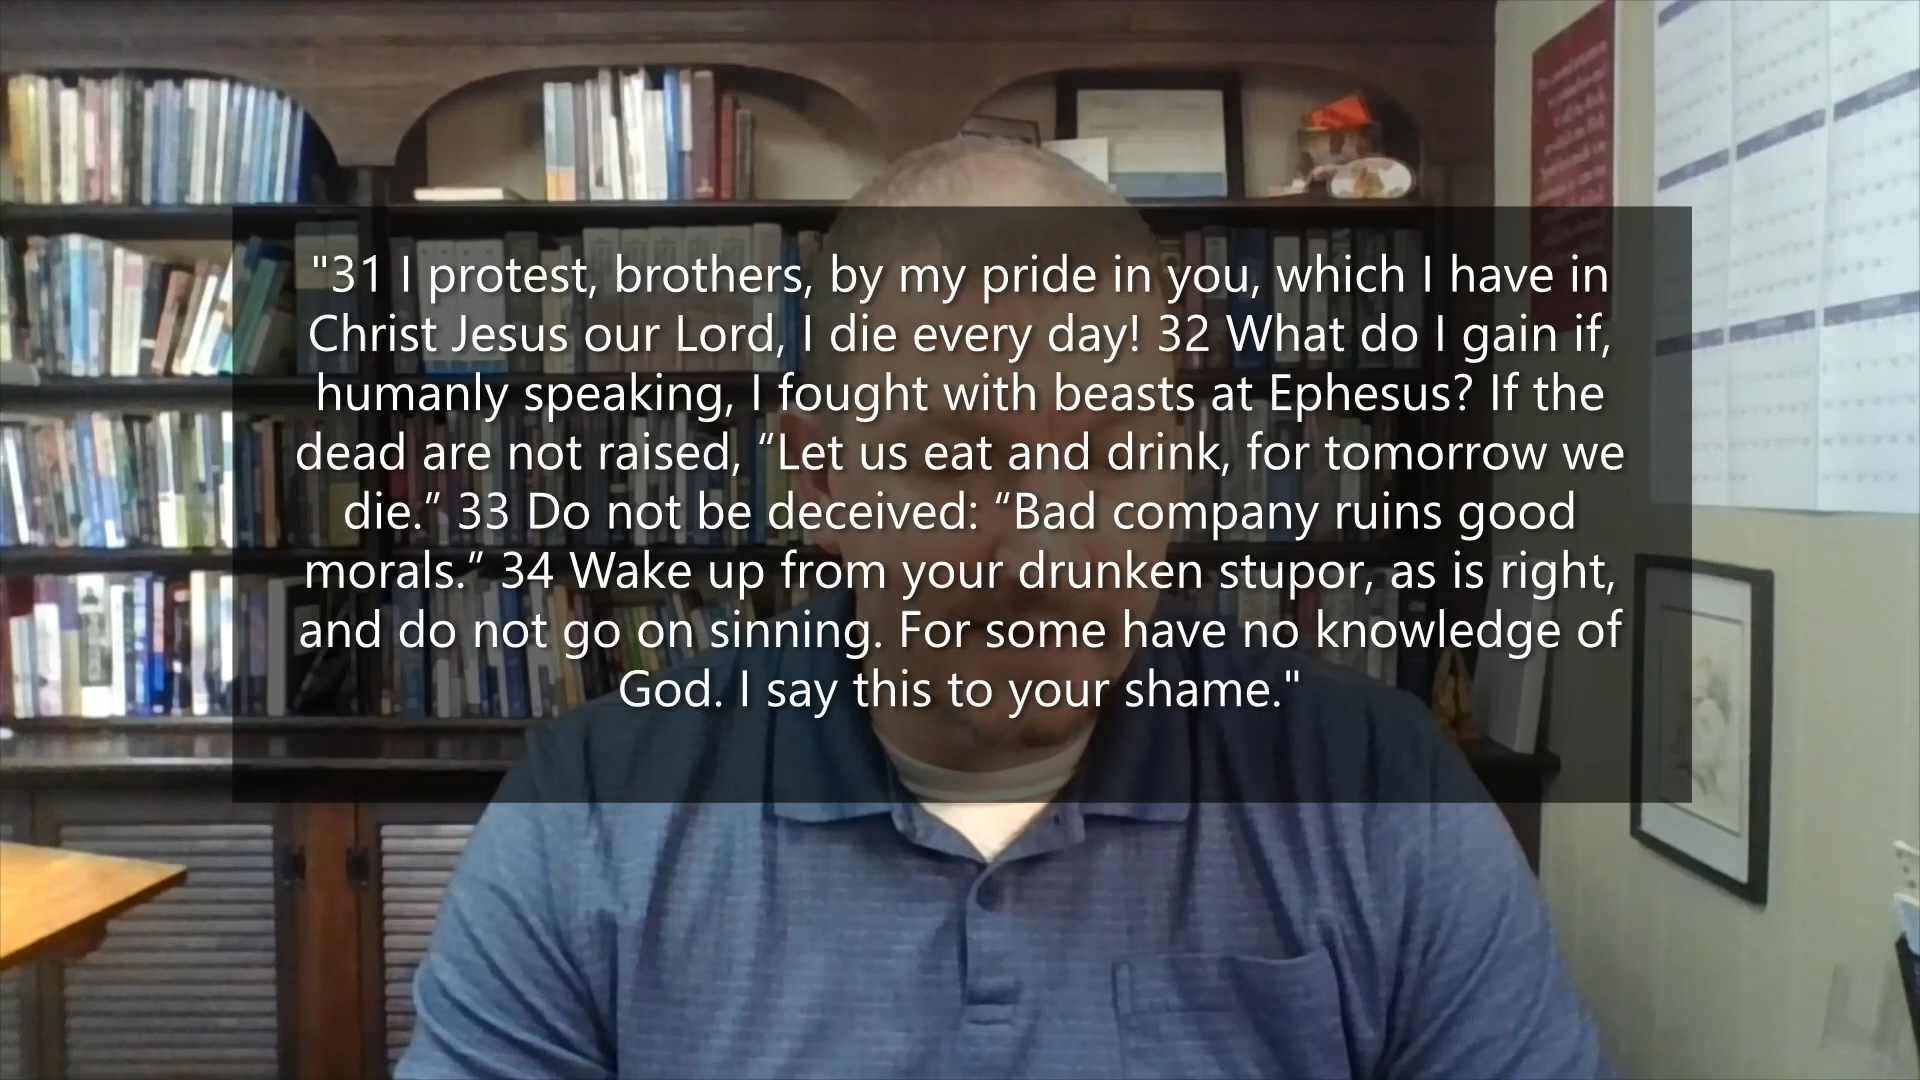 "31 I protest, brothers, by my pride in you, which I have in
Christ Jesus our Lord, I die every day! 32 What do I gain if,
humanly speaking, I fought with beasts at Ephesus? If the
dead are not raised, “Let us eat and drink, for tomorrow we
die.” 33 Do not be deceived: “Bad company ruins good
morals.” 34 Wake up from your drunken stupor, as is right,
and do not go on sinning. For some have no knowledge of
God. I say this to your shame."